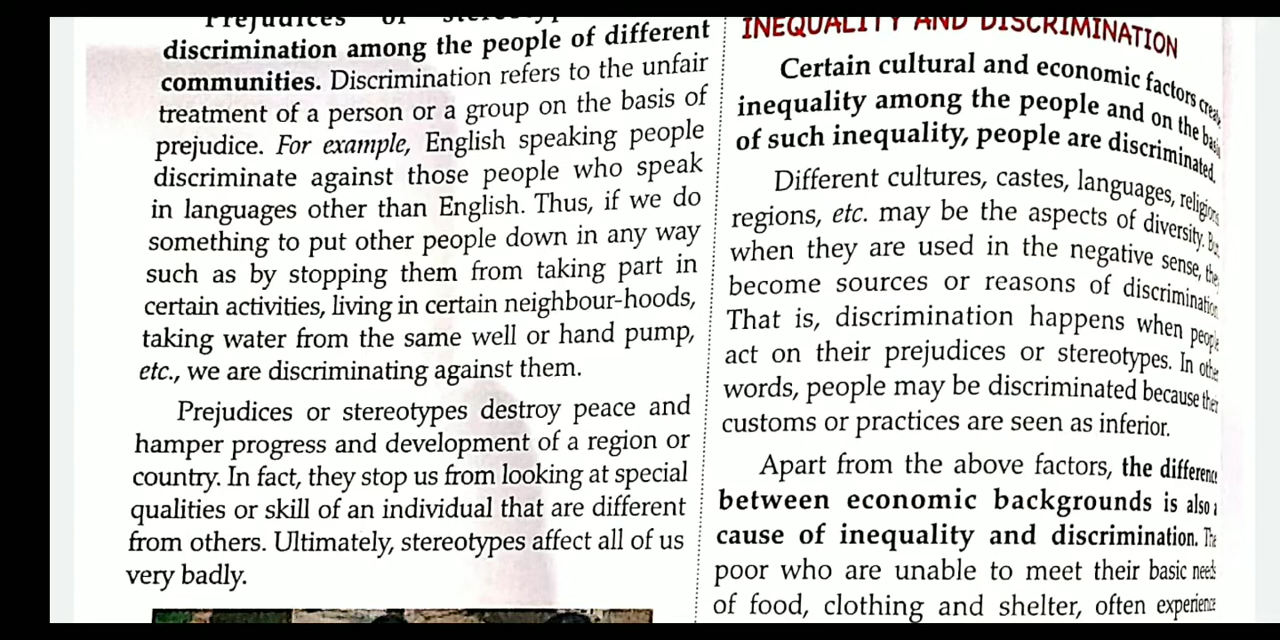 Prejudices or
discrimination among the people of different
communities. Discrimination refers to the unfair
treatment of a person or a group on the basis of
prejudice. For example, English speaking people
discriminate against those people who speak
in languages other than English. Thus, if we do
something to put other people down in any way
such as by stopping them from taking part in
certain activities, living in certain neighbour-hoods,
taking water from the same well or hand pump,
etc., we are discriminating against them.
Prejudices or stereotypes destroy peace and
hamper progress and development of a region or
country. In fact, they stop us from looking at special
qualities or skill of an individual that are different
from others. Ultimately, stereotypes affect all of us
very badly.
INEQUALITY AND DISCRIMINATION
Certain cultural and economic factors
inequality among the people and on the
of such inequality, people are discriminated.
Different cultures, castes, languages,
regions, etc. may be the aspects of diversity.
when they are used in the negative sense,
become sources or reasons of
That is, discrimination happens when
act on their prejudices or stereotypes. In
words, people may be discriminated because
customs or practices are seen as inferior.
Apart from the above factors, the
between economic backgrounds is also
cause of inequality and discrimination.
poor who are unable to meet their basic
of food, clothing and shelter, often experience